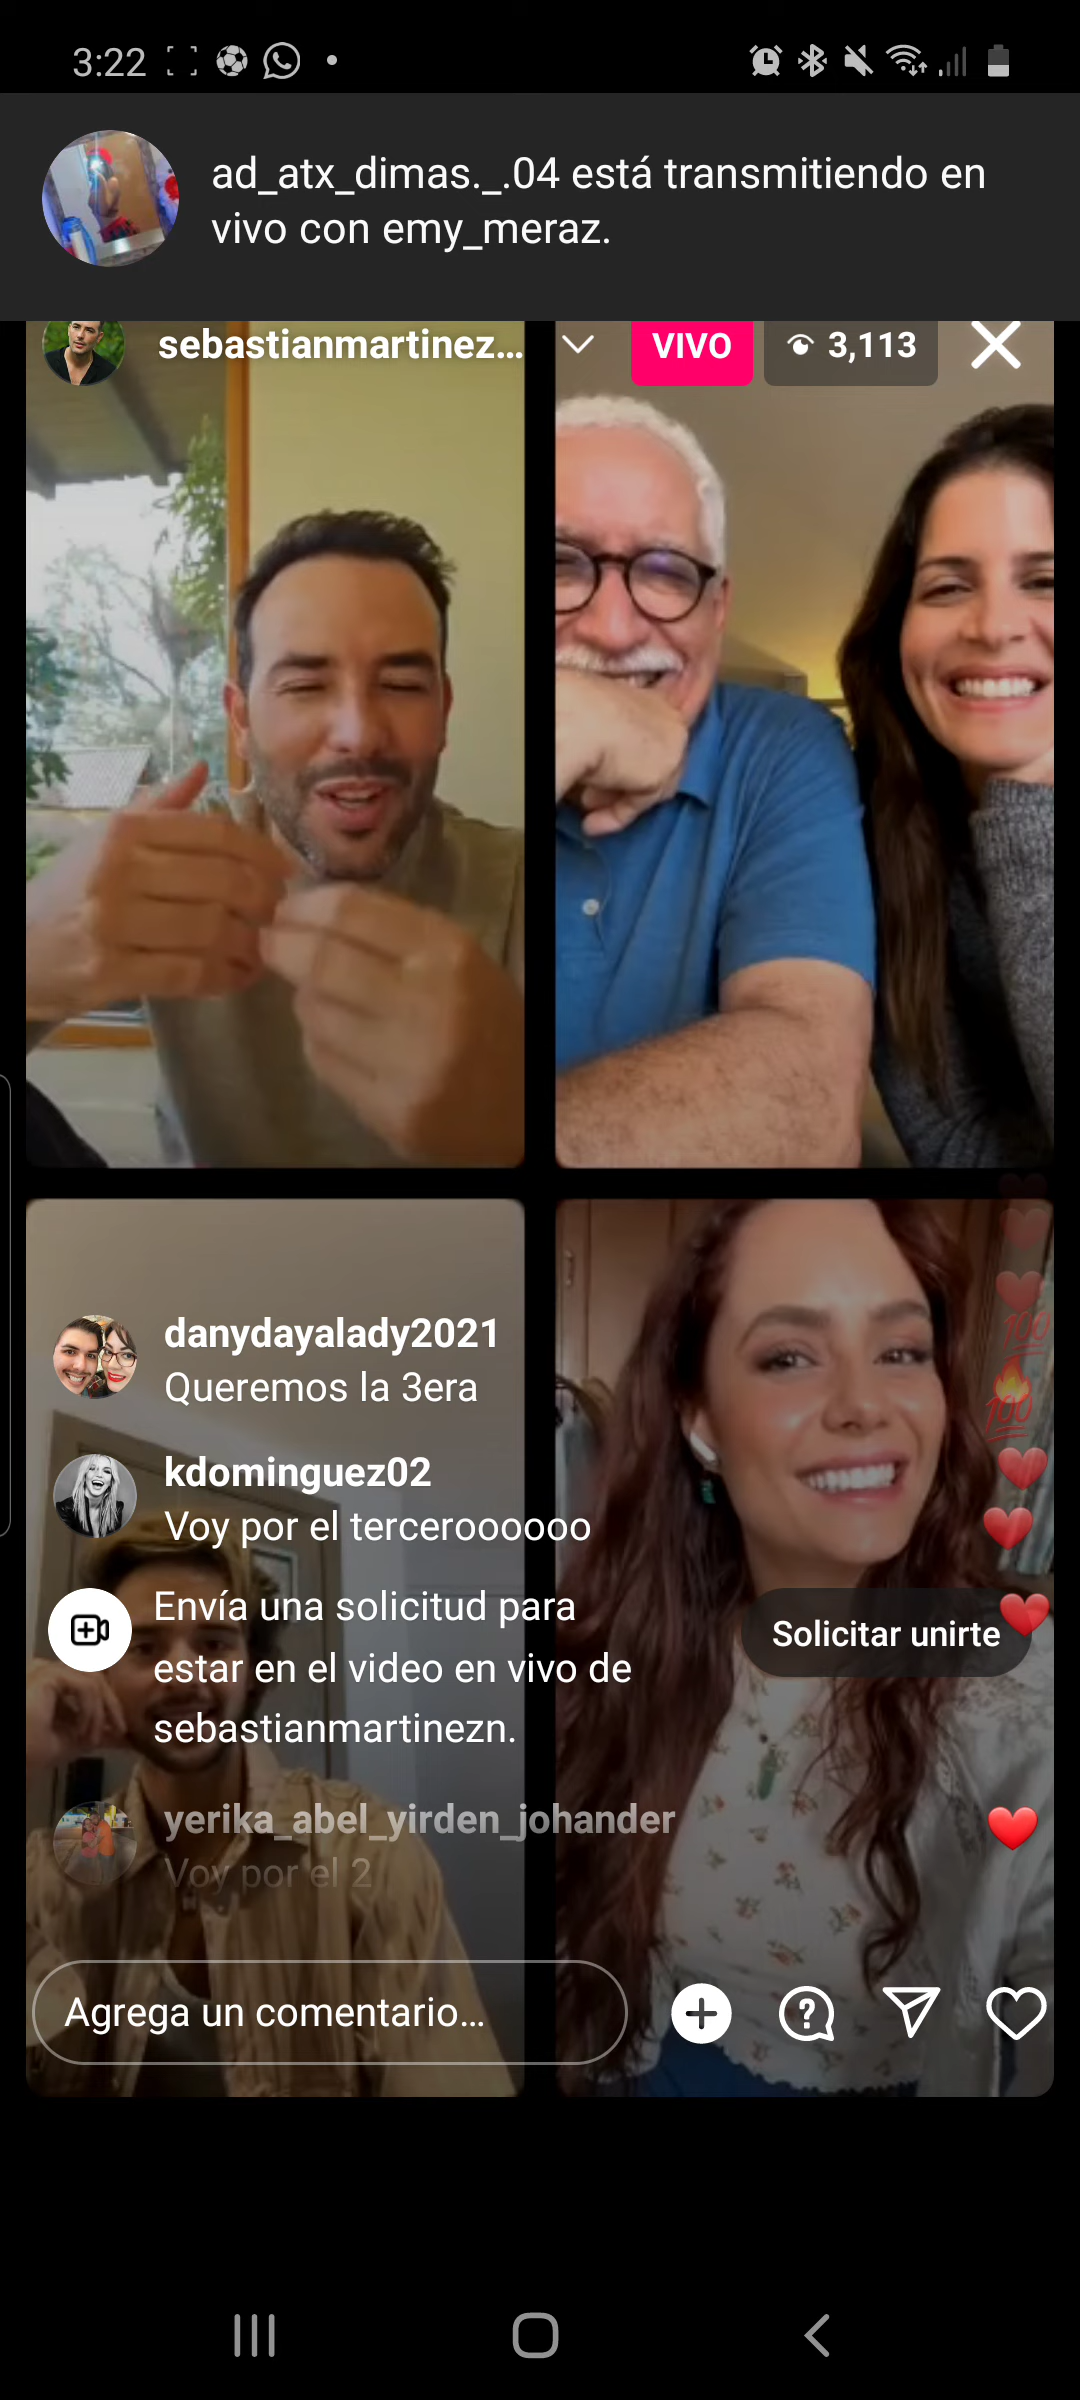 3:22
ad_atx_dimas._.04 está transmitiendo en
vivo con emy_meraz.
sebastianmartinez...
VIVO
3,113
danydayalady2021
Queremos la 3era
kdominguez02
Voy por el terceroooooo
Envía una solicitud para
estar en el video en vivo de
sebastianmartinezn.
Solicitar unirte
yerika_abel_yirden_johander
Voy por el 2
Agrega un comentario...
100
100